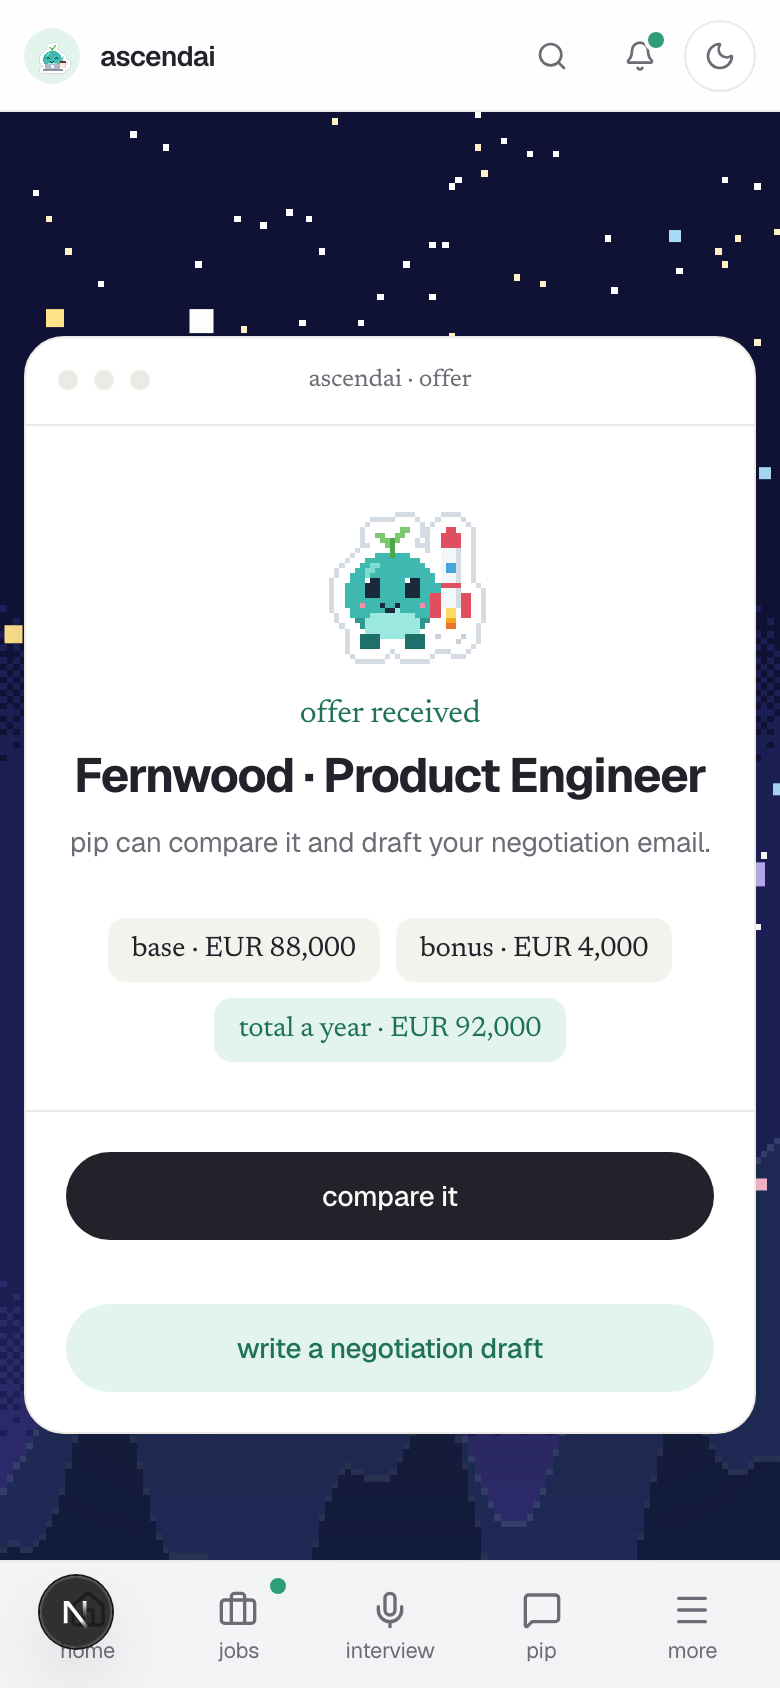 ascendai
ascendai · offer
offer received
Fernwood · Product Engineer
pip can compare it and draft your negotiation email.
base · EUR 88,000
bonus · EUR 4,000
total a year · EUR 92,000
compare it
write a negotiation draft
N
home
jobs
interview
pip
more